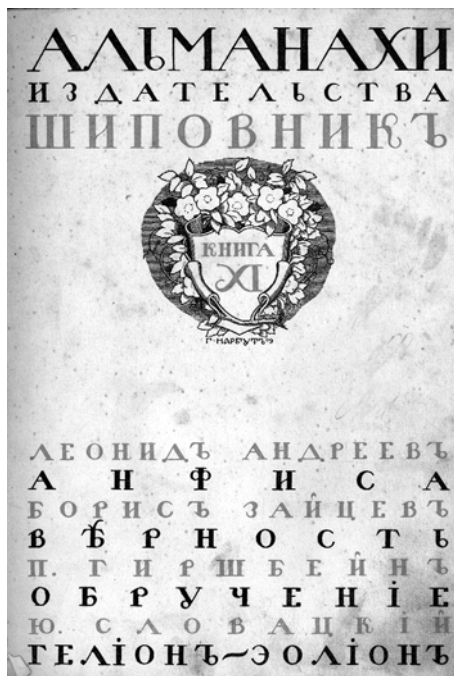 АЛЬМАНАХИ
ИЗДАТЕЛЬСТВА
ШИПОВНИКЪ
КНИГА
XI
Г·НАРБУТЪ
ЛЕОНИДЪ АНДРЕЕВЪ
АНФИСА
БОРИСЪ ЗАЙЦЕВЪ
ВѢРНОСТЬ
П. ГИРШБЕЙНЪ
ОБРУЧЕНІЕ
Ю. СЛОВАЦКІЙ
ГЕЛІОНЪ~ЭОЛІОНЪ